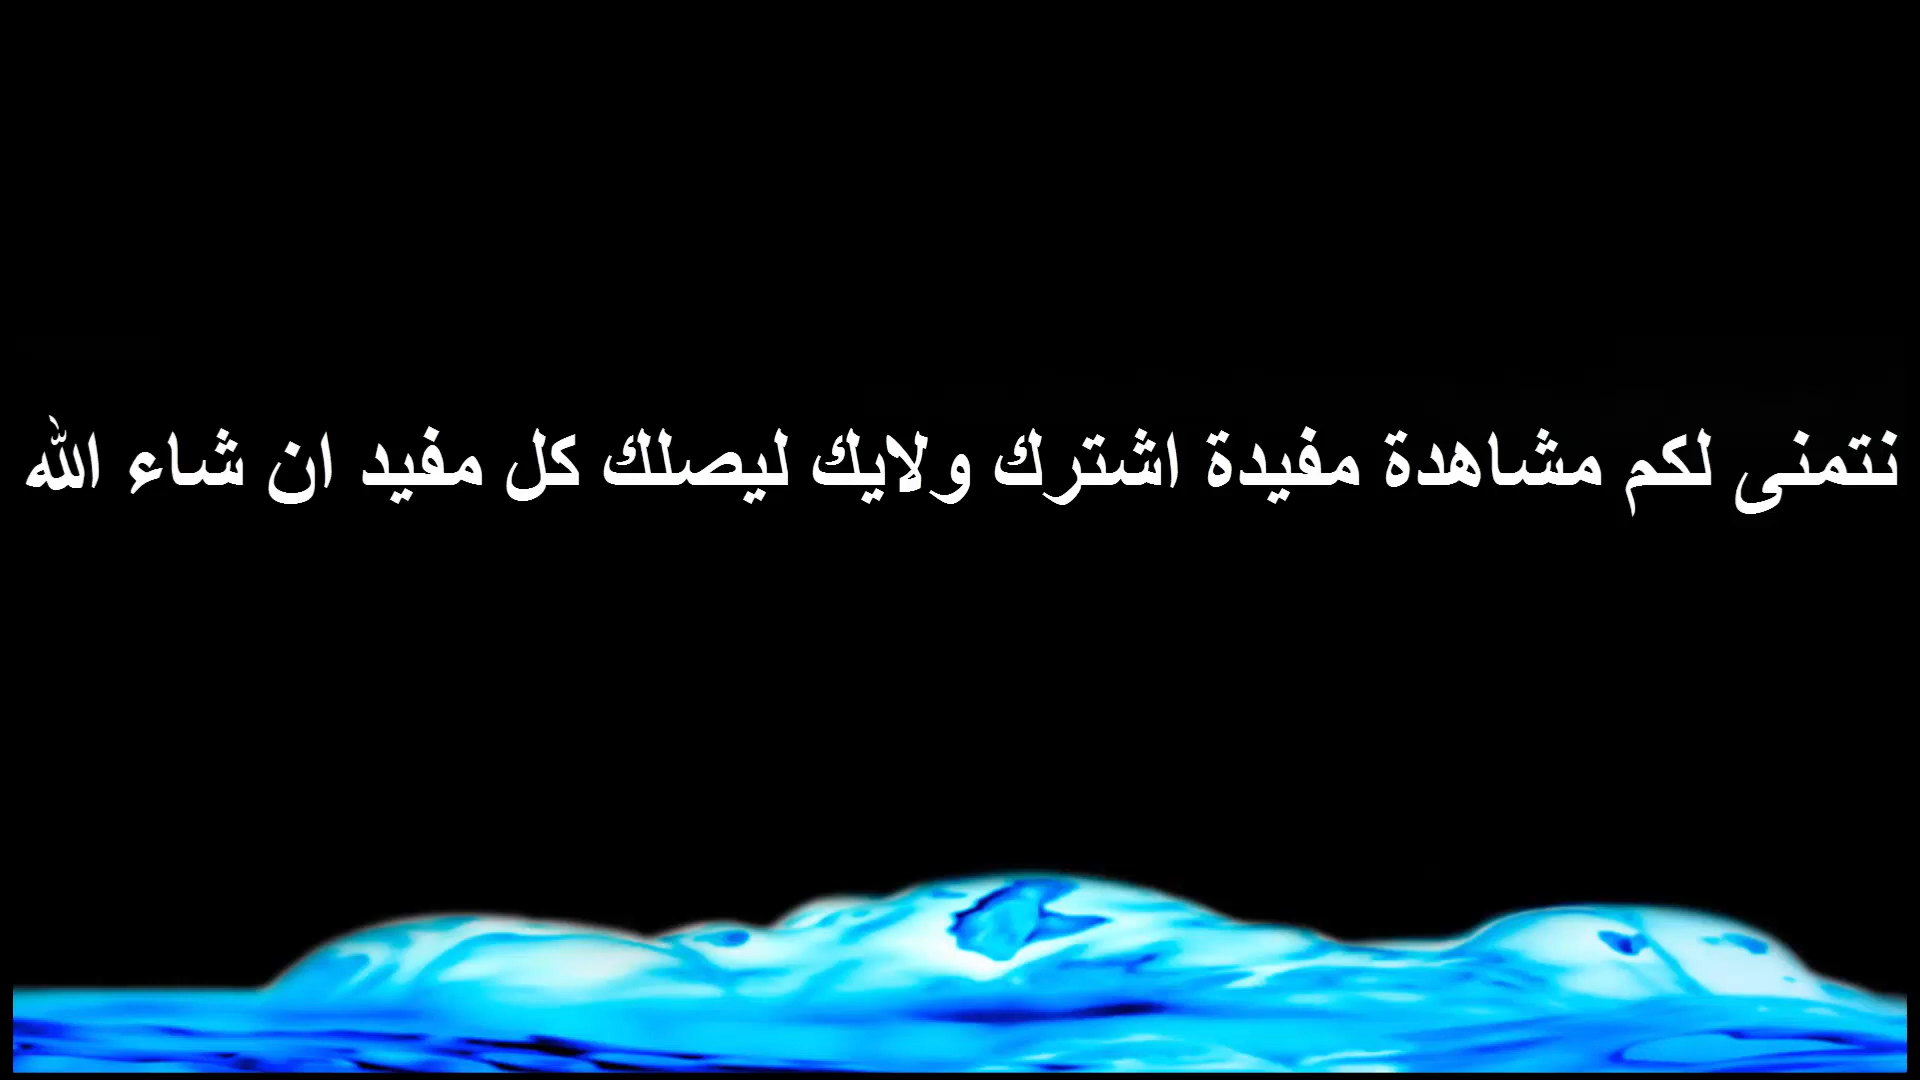 نتمنى لكم مشاهدة مفيدة اشترك ولايك ليصلك كل مفيد ان شاء الله